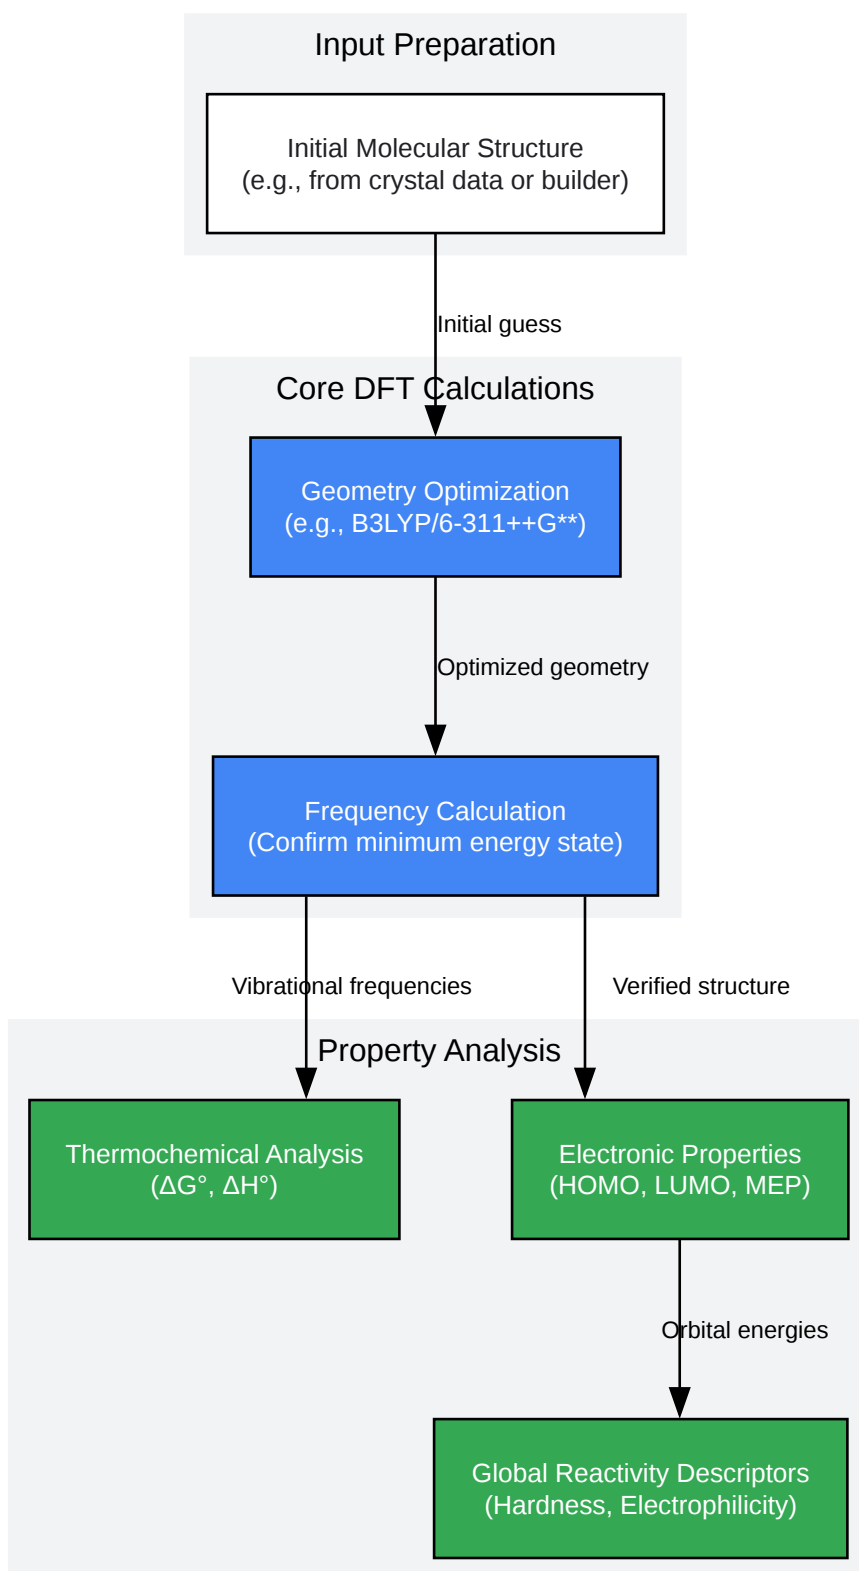 Input Preparation
Initial Molecular Structure
(e.g., from crystal data or builder)
Initial guess
Core DFT Calculations
Geometry Optimization
(e.g., B3LYP/6-311++G**)
Optimized geometry
Frequency Calculation
(Confirm minimum energy state)
Vibrational frequencies
Verified structure
Property Analysis
Thermochemical Analysis
(ΔG°, ΔH°)
Electronic Properties
(HOMO, LUMO, MEP)
Orbital energies
Global Reactivity Descriptors
(Hardness, Electrophilicity)